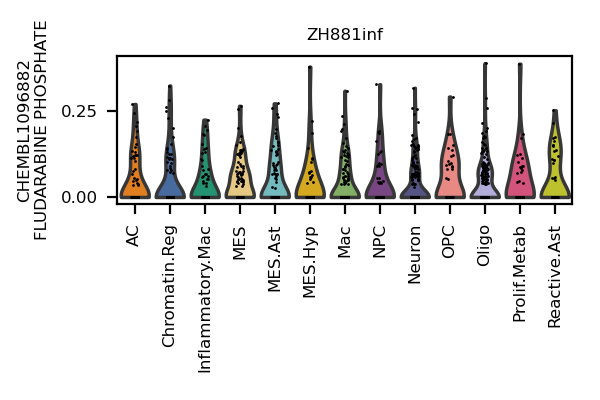 ZH881inf
CHEMBL1096882
FLUDARABINE PHOSPHATE
0.25
0.00
AC
Chromatin.Reg
Inflammatory.Mac
MES
MES.Ast
MES.Hyp
Mac
NPC
Neuron
OPC
Oligo
Prolif.Metab
Reactive.Ast